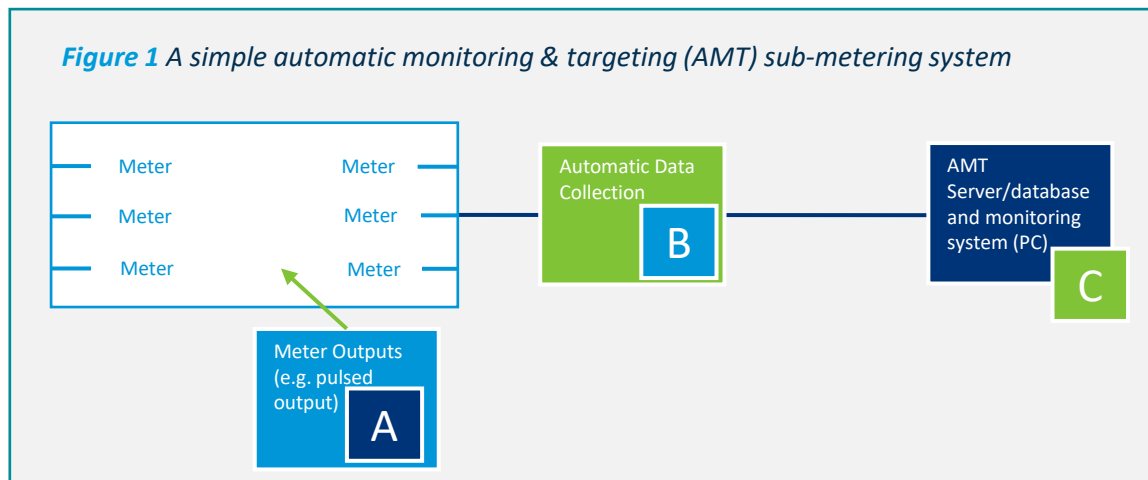 Figure 1 A simple automatic monitoring & targeting (AMT) sub-metering system
Meter
Meter
Meter
Meter
Meter
Meter
Meter Outputs
(e.g. pulsed
output)
A
Automatic Data
Collection
B
AMT
Server/database
and monitoring
system (PC)
C